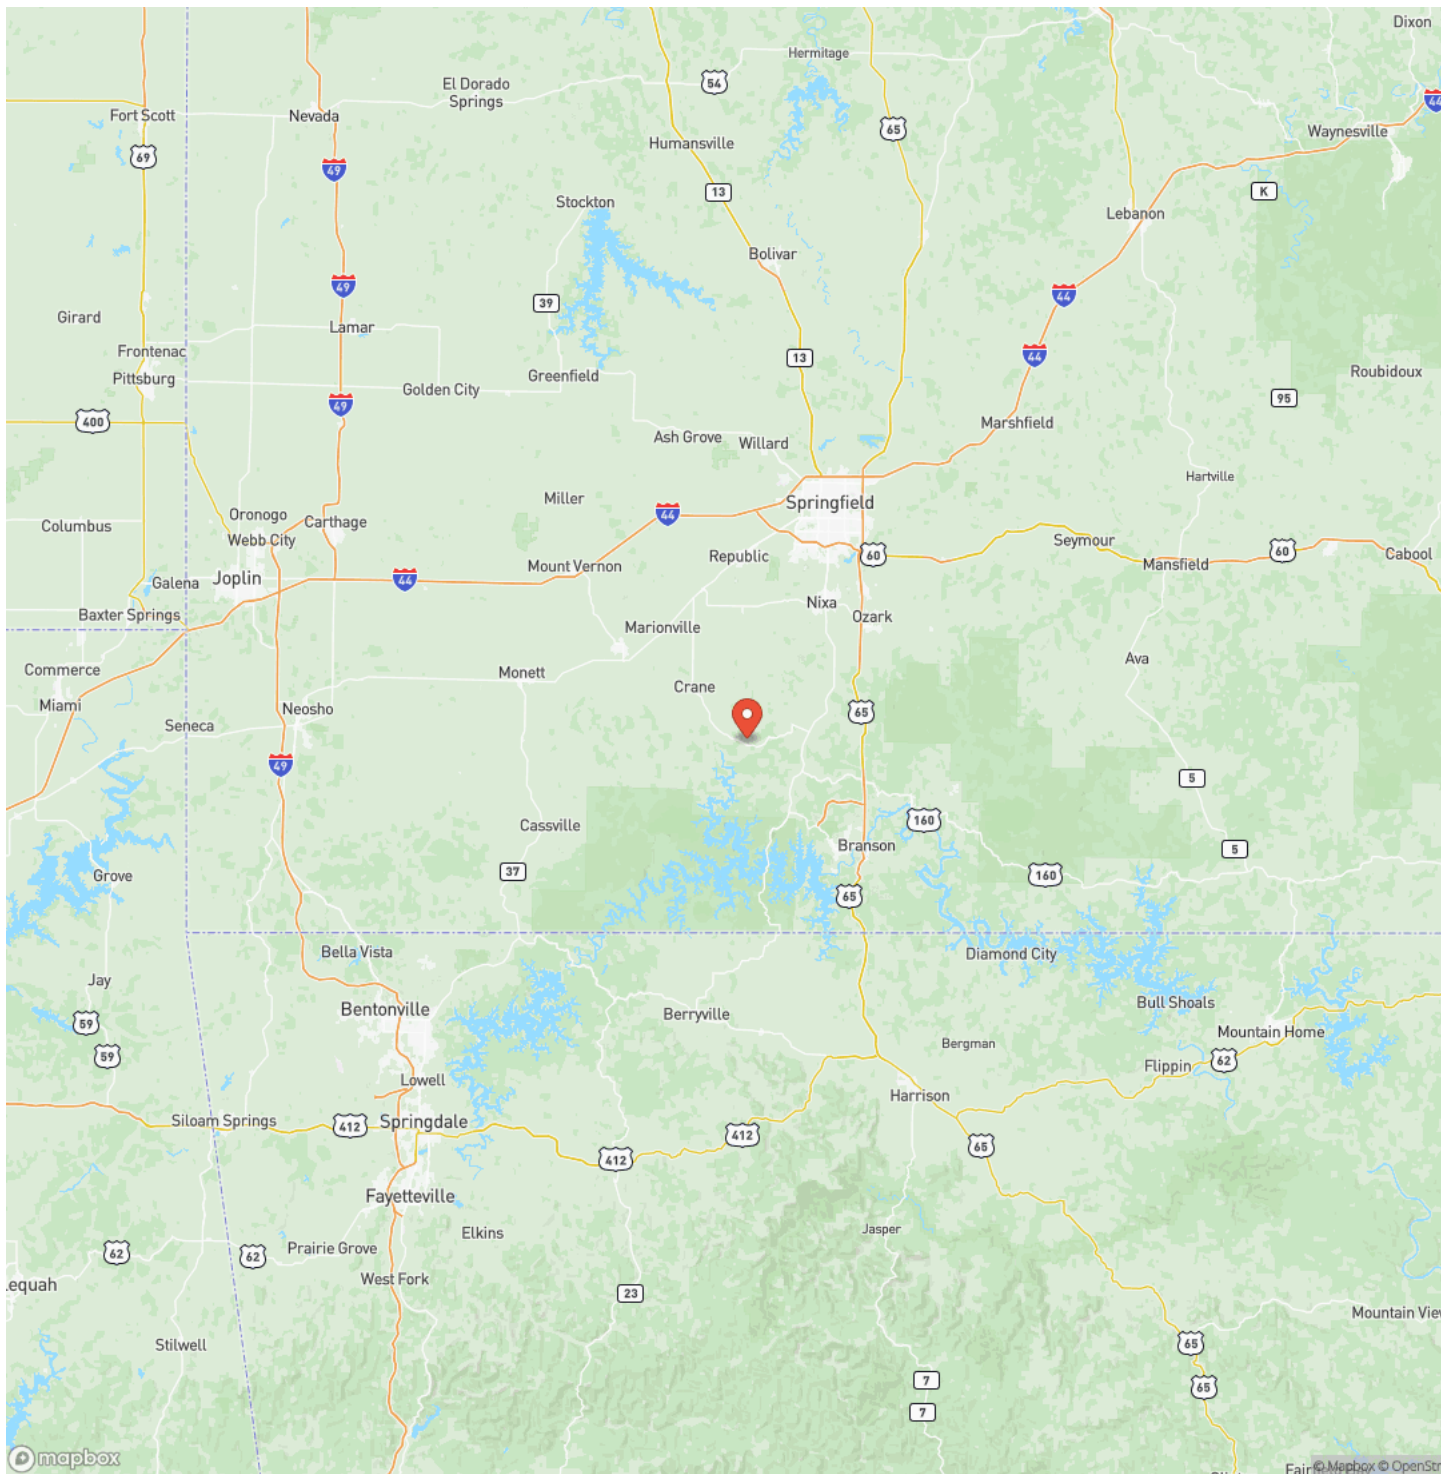 Dixon
Hermitage
El Dorado
Springs
54
44
Fort Scott
Nevada
65
Waynesville
Humansville
69
49
13
K
Stockton
Lebanon
Bolivar
49
44
39
Girard
Lamar
Frontenac
13
44
Pittsburg
Greenfield
Roubidoux
Golden City
95
49
400
Marshfield
Ash Grove
Willard
Hartville
Miller
Springfield
Oronogo
44
Columbus
Carthage
Webb City
Seymour
60
60
Republic
Cabool
Mount Vernon
Mansfield
Joplin
44
Galena
Nixa
Baxter Springs
Ozark
Marionville
Ava
Commerce
Monett
Crane
Miami
Neosho
65
Seneca
49
5
160
Cassville
Branson
5
37
Grove
160
65
Bella Vista
Diamond City
Jay
Bull Shoals
Bentonville
Berryville
59
Mountain Home
Bergman
59
62
Flippin
Lowell
Harrison
Siloam Springs
Springdale
412
412
65
412
Fayetteville
Jasper
Elkins
Prairie Grove
62
62
West Fork
equah
23
Mountain Viev
Stilwell
65
7
65
7
mapbox
© Mapbox © OpenStr